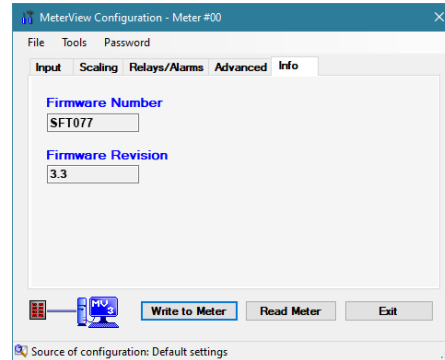 MeterView Configuration - Meter #00
File Tools Password
Input Scaling Relays/Alarms Advanced Info
Firmware Number
SFT077
Firmware Revision
3.3
MV
3
Write to Meter Read Meter Exit
Source of configuration: Default settings